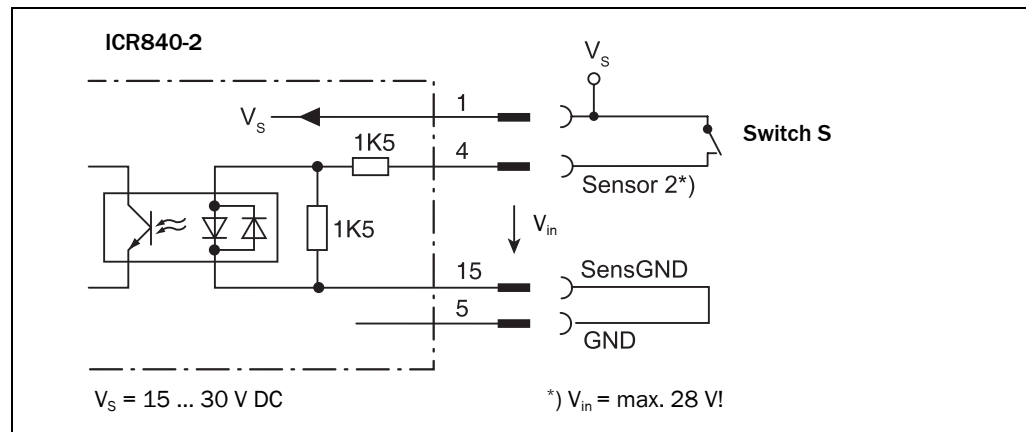 ICR840-2
V_S
V_S
1
1K5
4
Switch S
Sensor 2*)
1K5
V_in
15
SensGND
5
GND
V_S = 15 ... 30 V DC
*) V_in = max. 28 V!